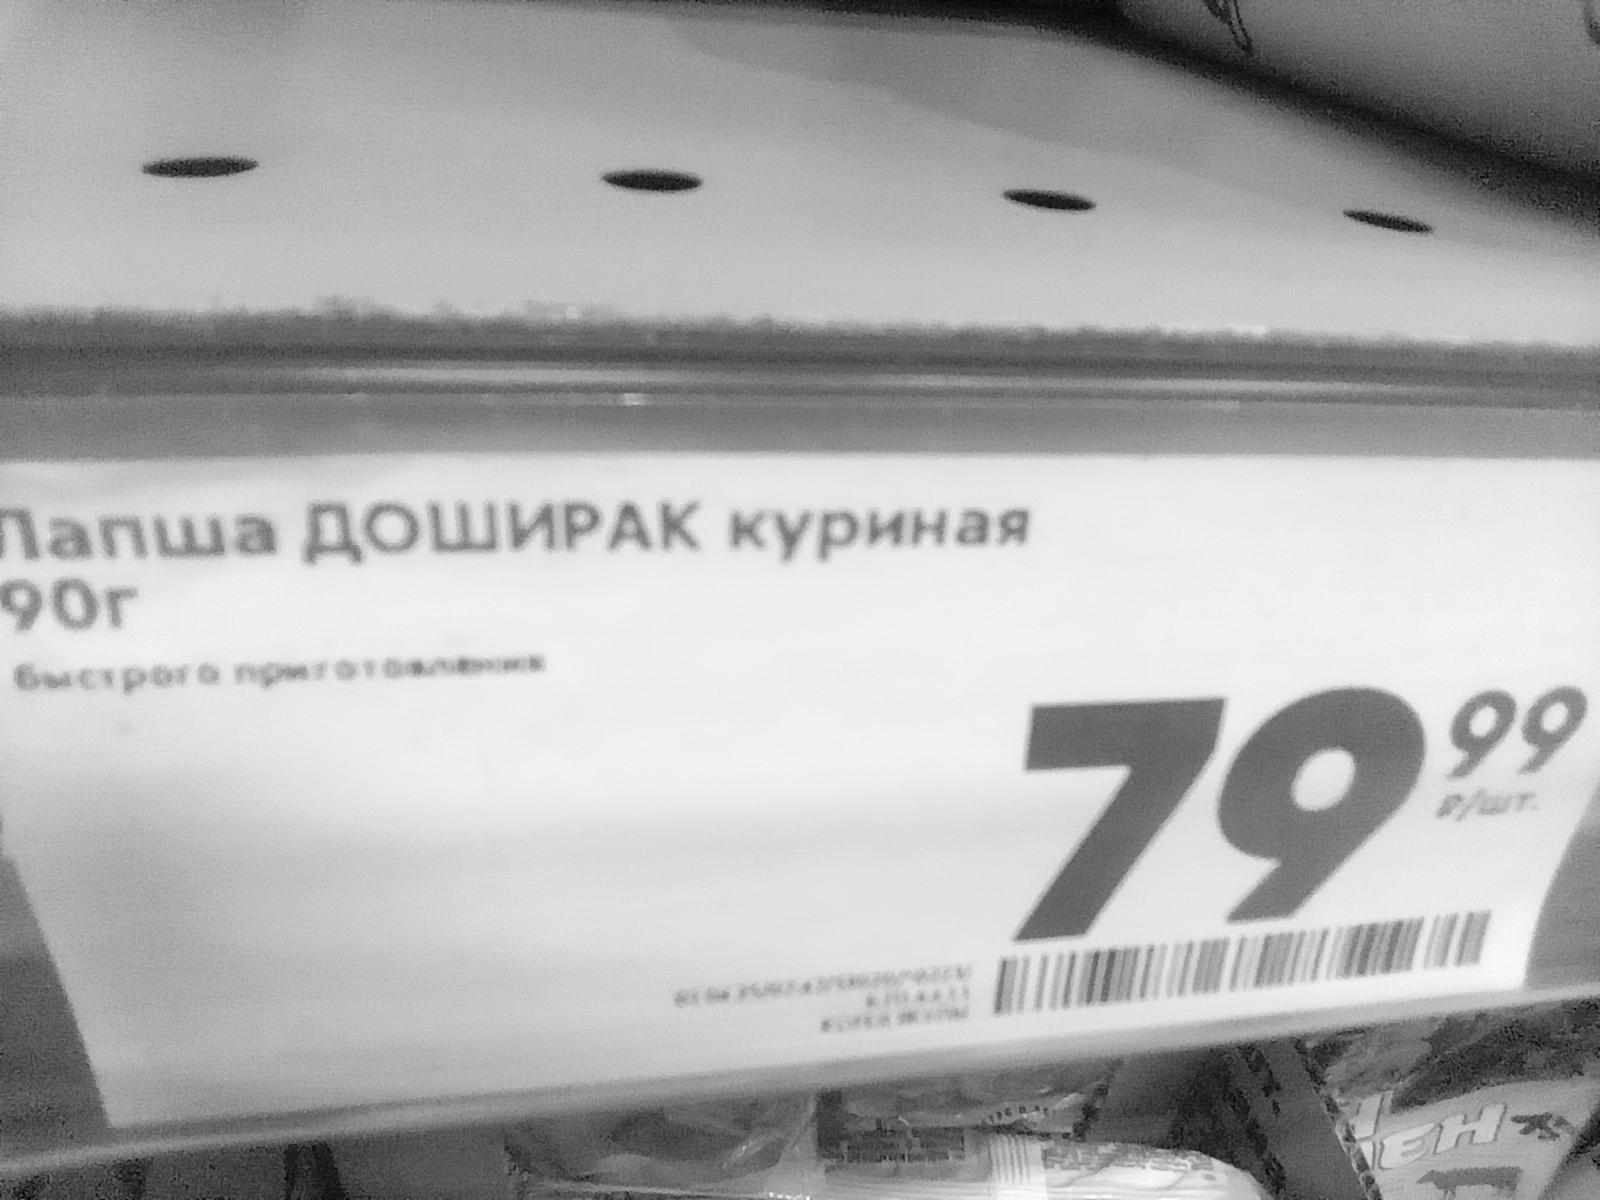 Лапша ДОШИРАК куриная
90г
быстрого приготовления
79 99
₽/шт.